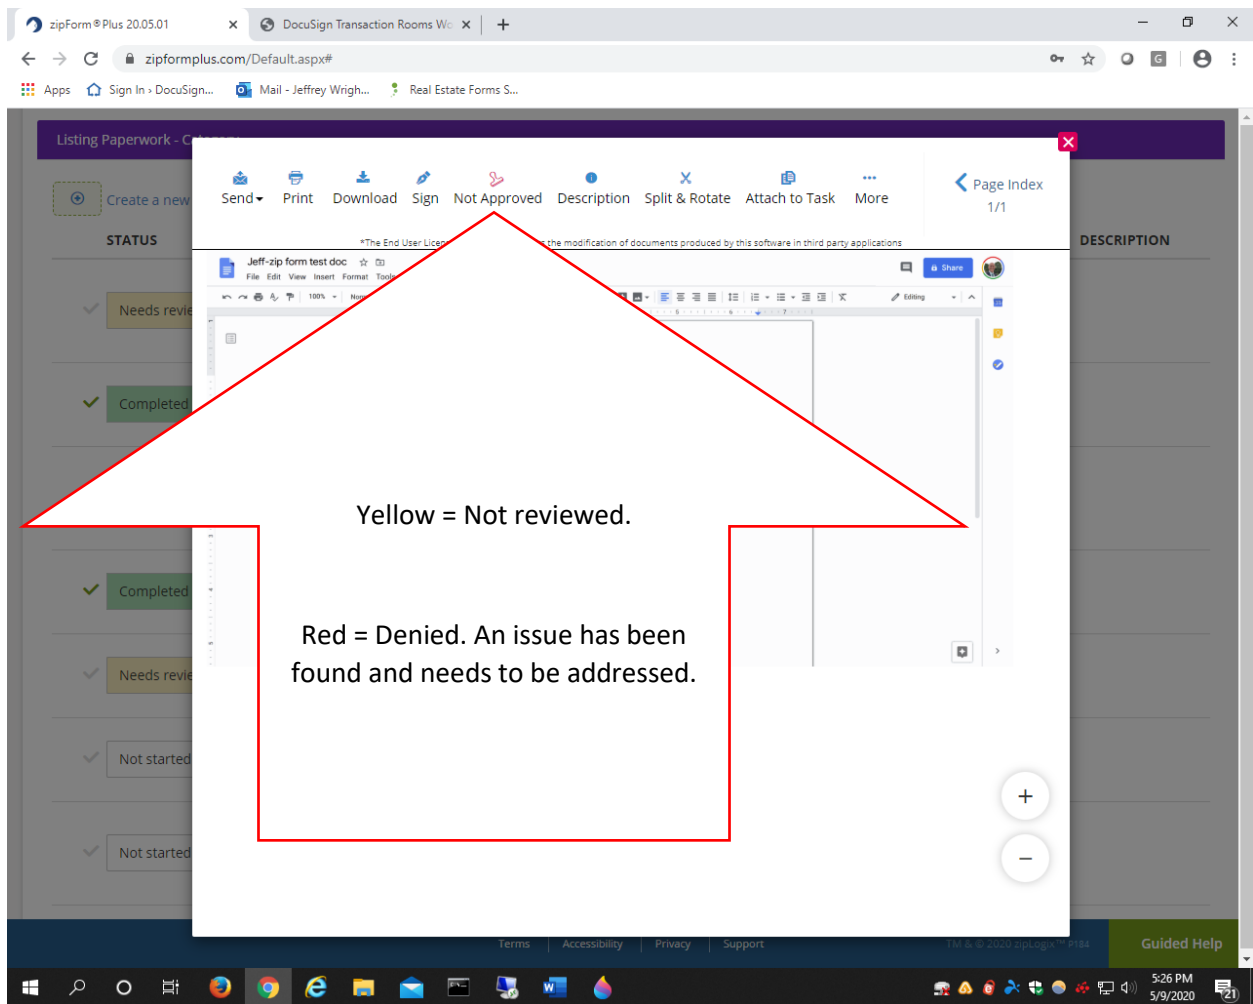 zipForm® Plus 20.05.01
DocuSign Transaction Rooms Wo
zipformplus.com/Default.aspx#
Apps
Sign In › DocuSign...
Mail - Jeffrey Wrigh...
Real Estate Forms S...
Listing Paperwork - C
Send
Print
Download
Sign
Not Approved
Description
Split & Rotate
Attach to Task
More
Page Index
1/1
Create a new
STATUS
*The End User Licen
the modification of documents produced by this software in third party applications
DESCRIPTION
Jeff-zip form test doc
File Edit View Insert Format Tools
Share
100%
Editing
Needs revie
Completed
Yellow = Not reviewed.
Completed
Red = Denied. An issue has been
found and needs to be addressed.
Needs revie
Not started
Not started
Terms
Accessibility
Privacy
Support
TM & © 2020 zipLogix™ P184
Guided Help
5:26 PM
5/9/2020
21